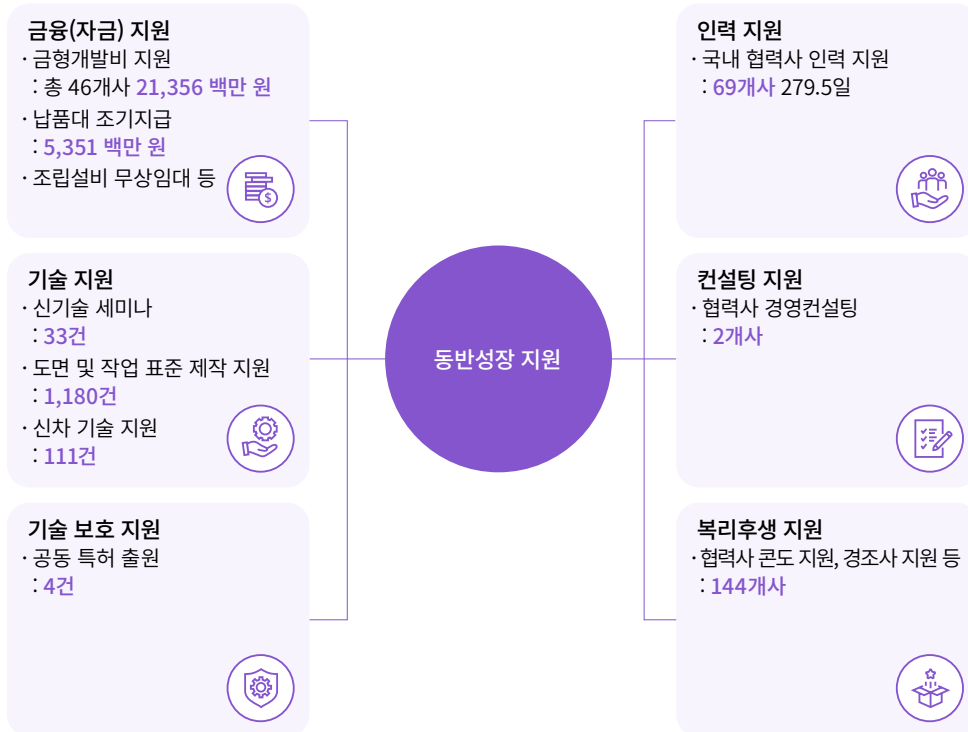 금융(자금) 지원
· 금형개발비 지원
: 총 46개사 21,356 백만 원
· 납품대 조기지급
: 5,351 백만 원
· 조립설비 무상임대 등
기술 지원
· 신기술 세미나
: 33건
· 도면 및 작업 표준 제작 지원
: 1,180건
· 신차 기술 지원
: 111건
기술 보호 지원
· 공동 특허 출원
: 4건
동반성장 지원
인력 지원
· 국내 협력사 인력 지원
: 69개사 279.5일
컨설팅 지원
· 협력사 경영컨설팅
: 2개사
복리후생 지원
· 협력사 콘도 지원, 경조사 지원 등
: 144개사